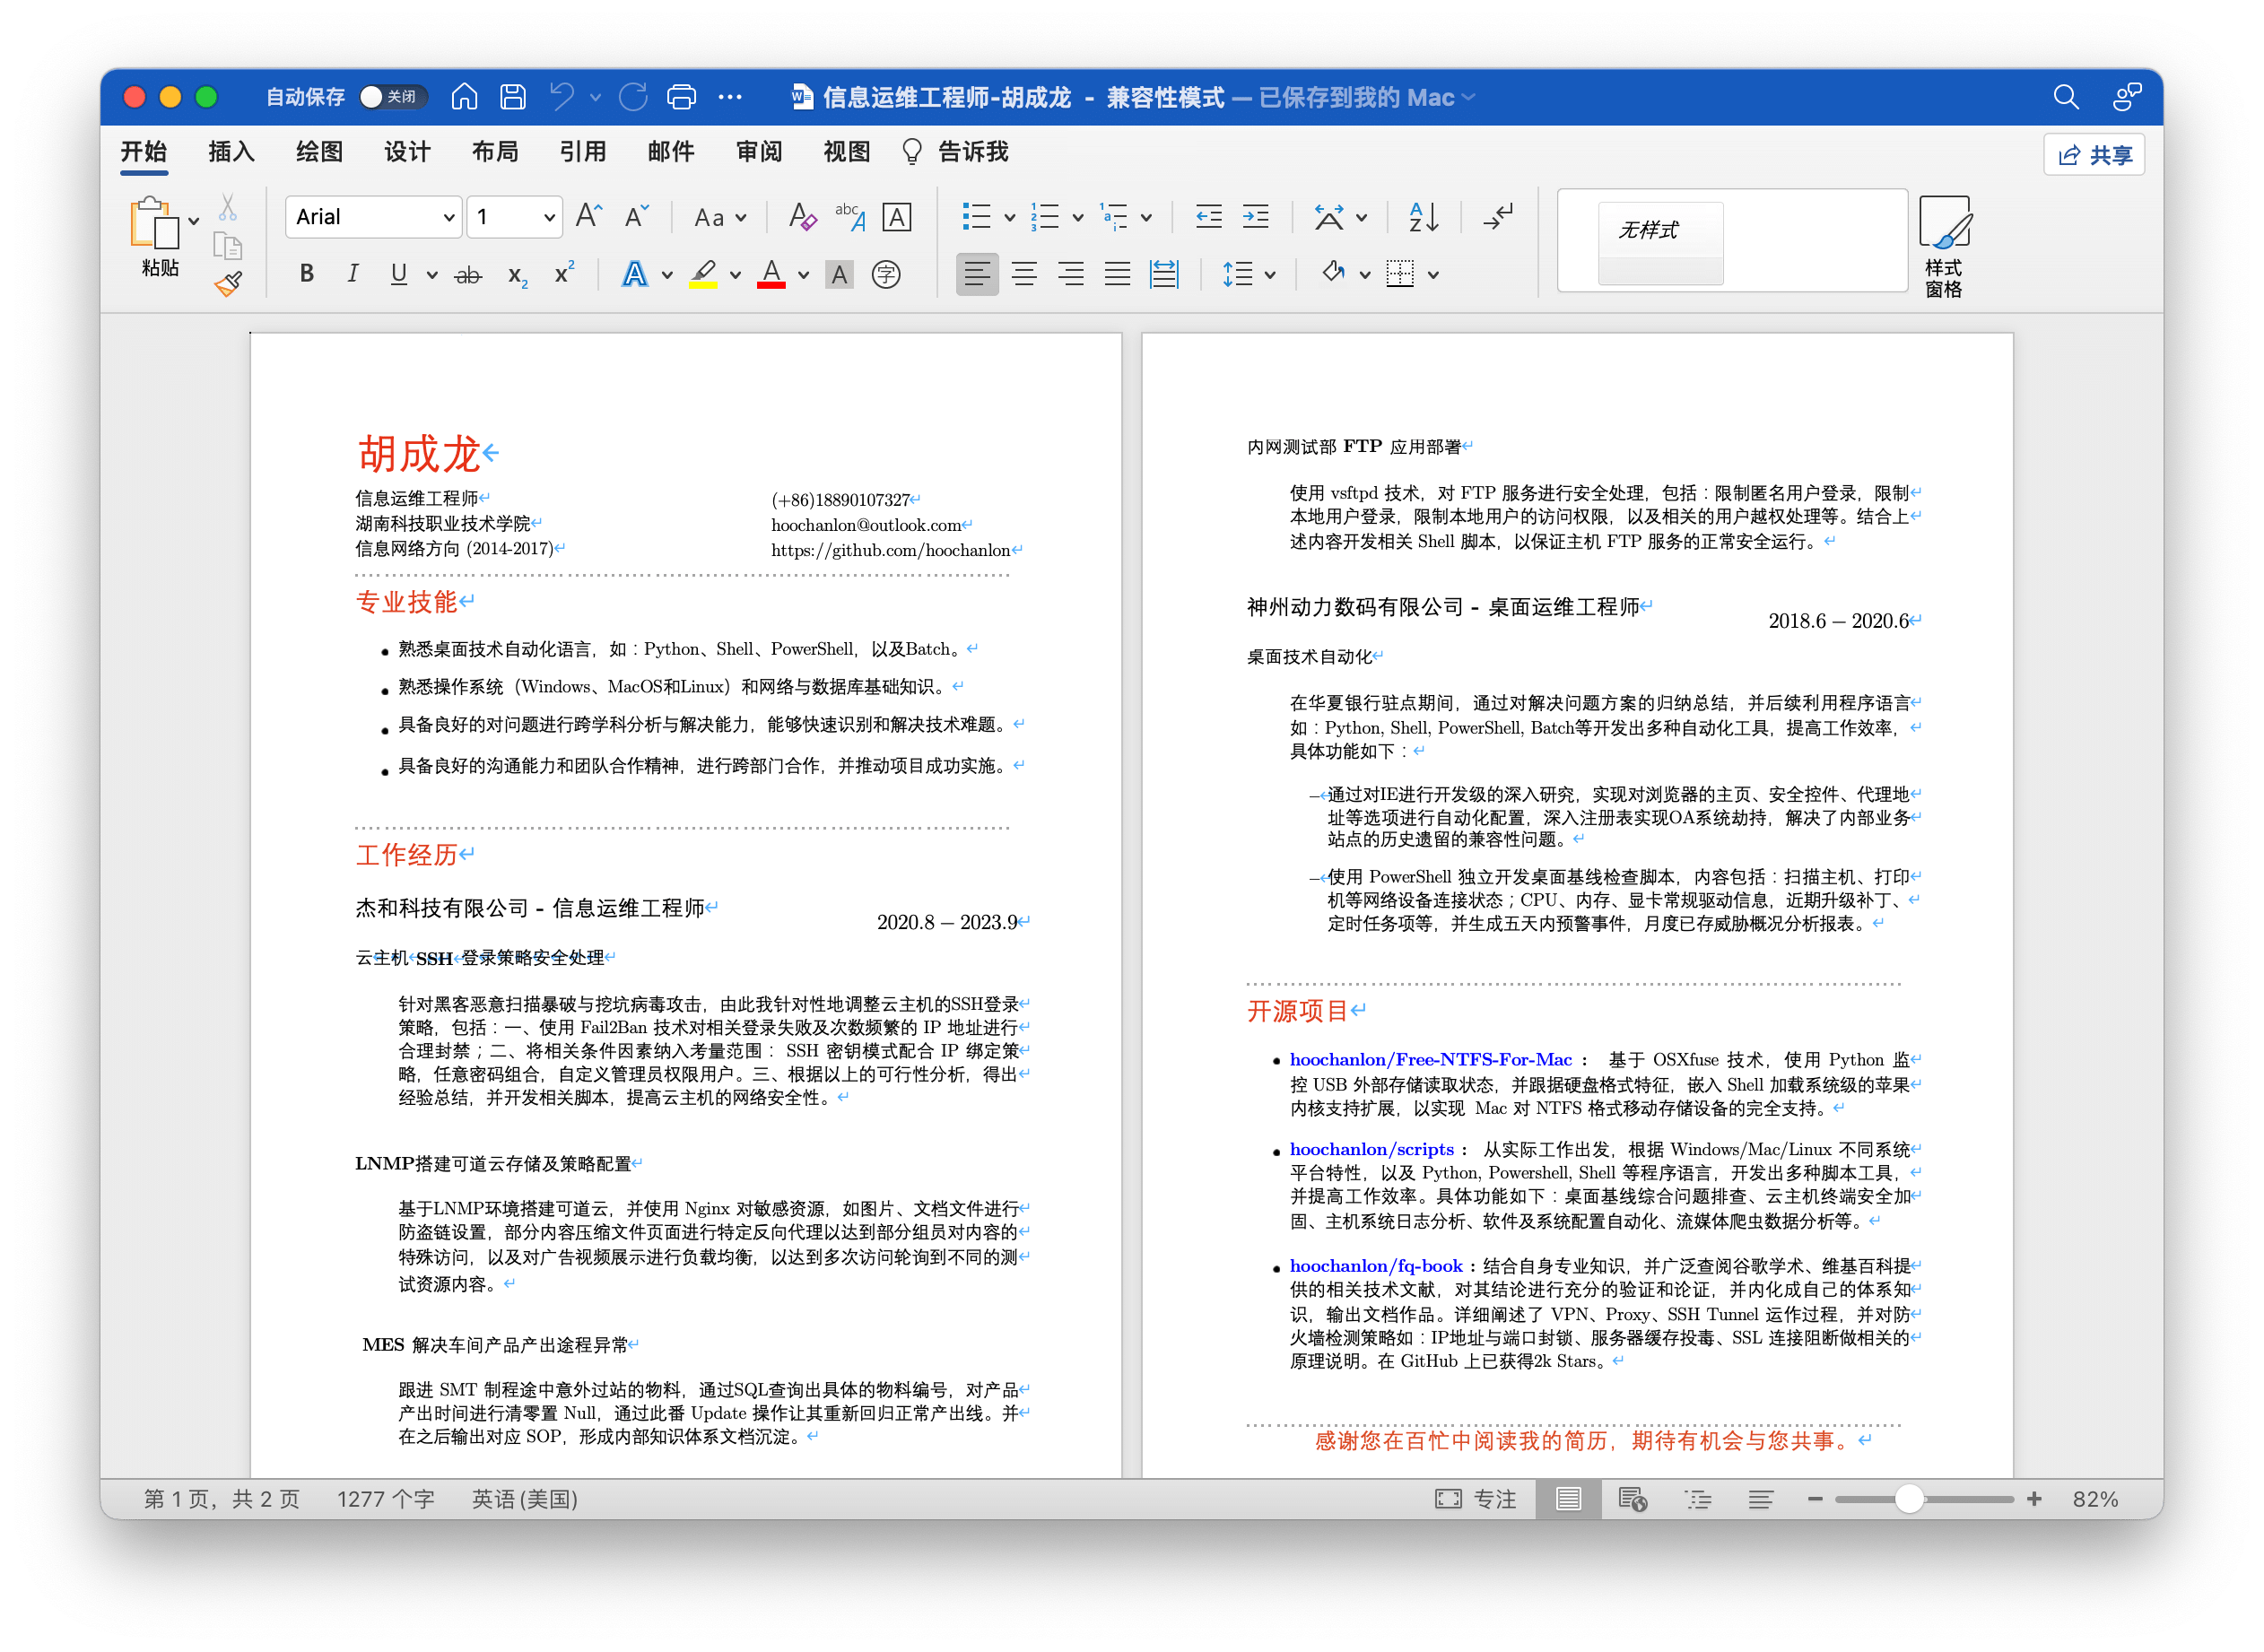 自动保存 关闭 信息运维工程师-胡成龙 - 兼容性模式 — 已保存到我的 Mac
开始 插入 绘图 设计 布局 引用 邮件 审阅 视图 告诉我 共享
粘贴 Arial 1 无样式 样式窗格
胡成龙
信息运维工程师
湖南科技职业技术学院
信息网络方向 (2014-2017)
(+86)18890107327
hoochanlon@outlook.com
https://github.com/hoochanlon
专业技能
● 熟悉桌面技术自动化语言，如：Python、Shell、PowerShell，以及Batch。
● 熟悉操作系统（Windows、MacOS和Linux）和网络与数据库基础知识。
● 具备良好的对问题进行跨学科分析与解决能力，能够快速识别和解决技术难题。
● 具备良好的沟通能力和团队合作精神，进行跨部门合作，并推动项目成功实施。
工作经历
杰和科技有限公司 - 信息运维工程师
2020.8 – 2023.9
云主机 SSH 登录策略安全处理
针对黑客恶意扫描暴破与挖坑病毒攻击，由此我针对性地调整云主机的SSH登录
策略，包括：一、使用 Fail2Ban 技术对相关登录失败及次数频繁的 IP 地址进行
合理封禁；二、将相关条件因素纳入考量范围： SSH 密钥模式配合 IP 绑定策
略，任意密码组合，自定义管理员权限用户。三、根据以上的可行性分析，得出
经验总结，并开发相关脚本，提高云主机的网络安全性。
LNMP搭建可道云存储及策略配置
基于LNMP环境搭建可道云，并使用 Nginx 对敏感资源，如图片、文档文件进行
防盗链设置，部分内容压缩文件页面进行特定反向代理以达到部分组员对内容的
特殊访问，以及对广告视频展示进行负载均衡，以达到多次访问轮询到不同的测
试资源内容。
MES 解决车间产品产出途程异常
跟进 SMT 制程途中意外过站的物料，通过SQL查询出具体的物料编号，对产品
产出时间进行清零置 Null，通过此番 Update 操作让其重新回归正常产出线。并
在之后输出对应 SOP，形成内部知识体系文档沉淀。
内网测试部 FTP 应用部署
使用 vsftpd 技术，对 FTP 服务进行安全处理，包括：限制匿名用户登录，限制
本地用户登录，限制本地用户的访问权限，以及相关的用户越权处理等。结合上
述内容开发相关 Shell 脚本，以保证主机 FTP 服务的正常安全运行。
神州动力数码有限公司 - 桌面运维工程师
2018.6 – 2020.6
桌面技术自动化
在华夏银行驻点期间，通过对解决问题方案的归纳总结，并后续利用程序语言
如：Python, Shell, PowerShell, Batch等开发出多种自动化工具，提高工作效率，
具体功能如下：
– 通过对IE进行开发级的深入研究，实现对浏览器的主页、安全控件、代理地
址等选项进行自动化配置，深入注册表实现OA系统劫持，解决了内部业务
站点的历史遗留的兼容性问题。
– 使用 PowerShell 独立开发桌面基线检查脚本，内容包括：扫描主机、打印
机等网络设备连接状态；CPU、内存、显卡常规驱动信息，近期升级补丁、
定时任务项等，并生成五天内预警事件，月度已存威胁概况分析报表。
开源项目
● hoochanlon/Free-NTFS-For-Mac ： 基于 OSXfuse 技术，使用 Python 监
控 USB 外部存储读取状态，并跟据硬盘格式特征，嵌入 Shell 加载系统级的苹果
内核支持扩展，以实现 Mac 对 NTFS 格式移动存储设备的完全支持。
● hoochanlon/scripts ： 从实际工作出发，根据 Windows/Mac/Linux 不同系统
平台特性，以及 Python, Powershell, Shell 等程序语言，开发出多种脚本工具，
并提高工作效率。具体功能如下：桌面基线综合问题排查、云主机终端安全加
固、主机系统日志分析、软件及系统配置自动化、流媒体爬虫数据分析等。
● hoochanlon/fq-book：结合自身专业知识，并广泛查阅谷歌学术、维基百科提
供的相关技术文献，对其结论进行充分的验证和论证，并内化成自己的体系知
识，输出文档作品。详细阐述了 VPN、Proxy、SSH Tunnel 运作过程，并对防
火墙检测策略如：IP地址与端口封锁、服务器缓存投毒、SSL 连接阻断做相关的
原理说明。在 GitHub 上已获得2k Stars。
感谢您在百忙中阅读我的简历，期待有机会与您共事。
第 1 页，共 2 页 1277 个字 英语(美国) 专注 82%